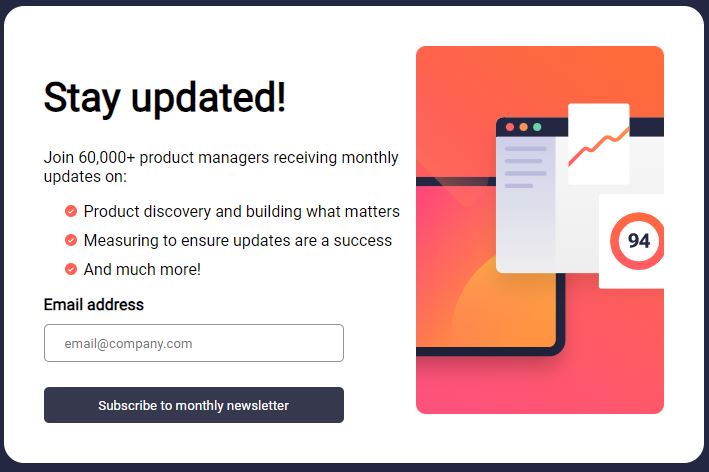 Stay updated!
Join 60,000+ product managers receiving monthly
updates on:
Product discovery and building what matters
Measuring to ensure updates are a success
And much more!
Email address
email@company.com
Subscribe to monthly newsletter
94